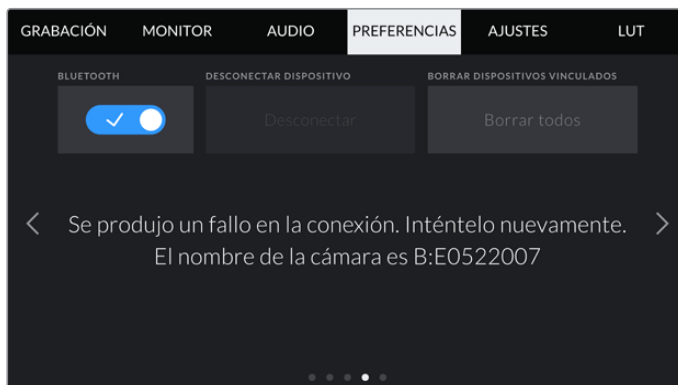 GRABACIÓN MONITOR AUDIO PREFERENCIAS AJUSTES LUT
BLUETOOTH DESCONECTAR DISPOSITIVO BORRAR DISPOSITIVOS VINCULADOS
Desconectar Borrar todos
Se produjo un fallo en la conexión. Inténtelo nuevamente.
El nombre de la cámara es B:E0522007